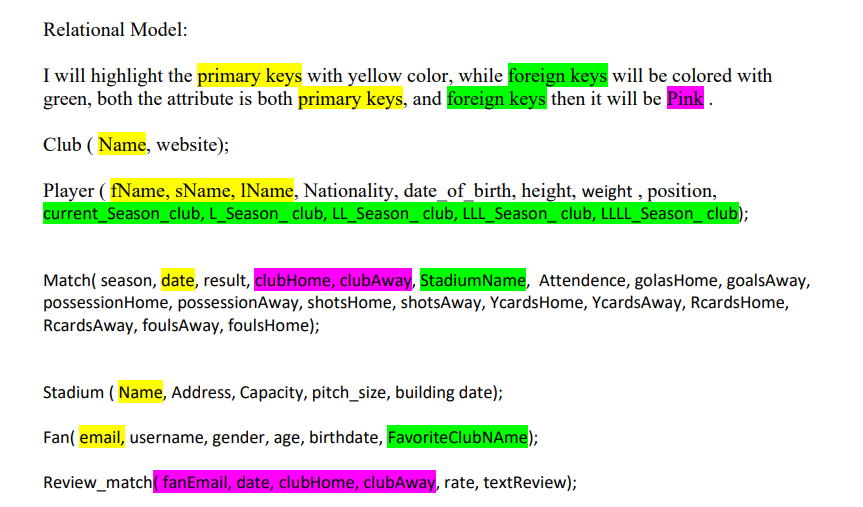 Relational Model:
I will highlight the primary keys with yellow color, while foreign keys will be colored with
green, both the attribute is both primary keys, and foreign keys then it will be Pink .
Club ( Name, website);
Player ( fName, sName, lName, Nationality, date_of_birth, height, weight , position,
current_Season_club, L_Season_ club, LL_Season_ club, LLL_Season_ club, LLLL_Season_ club);
Match( season, date, result, clubHome, clubAway, StadiumName, Attendence, golasHome, goalsAway,
possessionHome, possessionAway, shotsHome, shotsAway, YcardsHome, YcardsAway, RcardsHome,
RcardsAway, foulsAway, foulsHome);
Stadium ( Name, Address, Capacity, pitch_size, building date);
Fan( email, username, gender, age, birthdate, FavoriteClubNAme);
Review_match( fanEmail, date, clubHome, clubAway, rate, textReview);